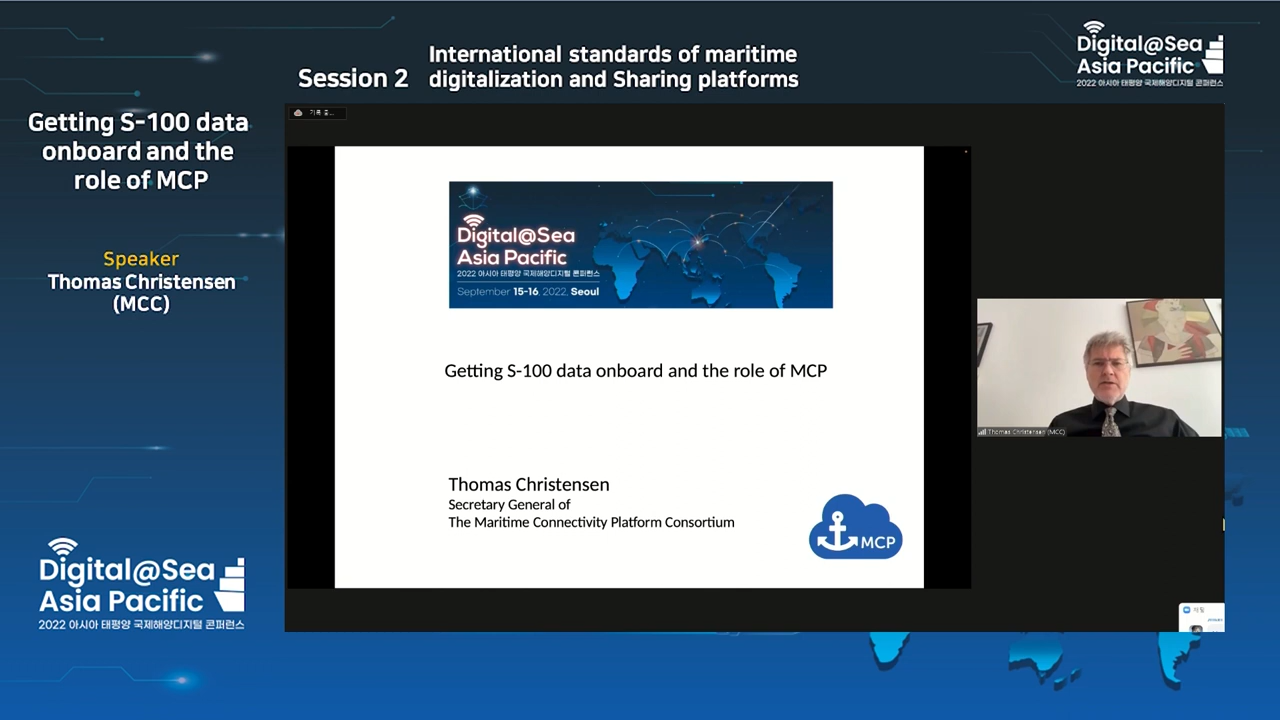 Session 2
International standards of maritime
digitalization and Sharing platforms
Digital@Sea
Asia Pacific
2022 아시아 태평양 국제해양디지털 콘퍼런스
Getting S-100 data
onboard and the
role of MCP
Speaker
Thomas Christensen
(MCC)
Digital@Sea
Asia Pacific
2022 아시아 태평양 국제해양디지털 콘퍼런스
September 15-16, 2022, Seoul
Getting S-100 data onboard and the role of MCP
Thomas Christensen
Secretary General of
The Maritime Connectivity Platform Consortium
MCP
Thomas Christensen (MCC)
Digital@Sea
Asia Pacific
2022 아시아 태평양 국제해양디지털 콘퍼런스